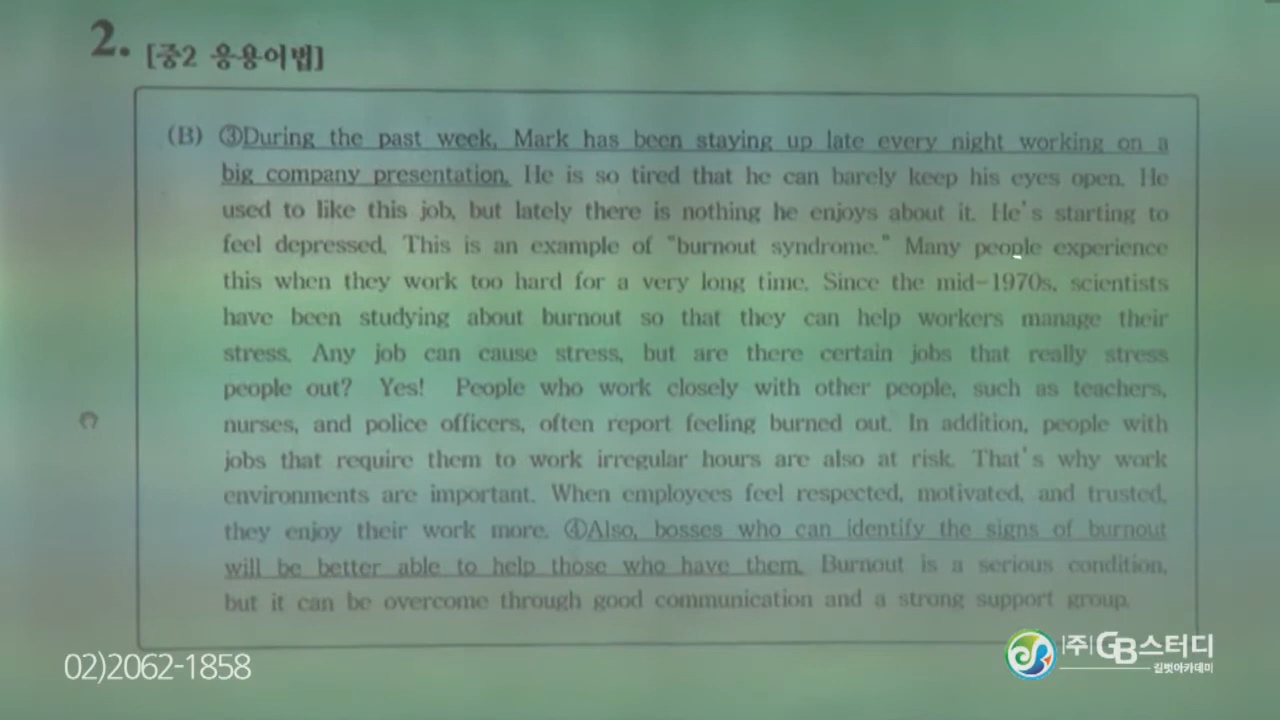 2. [중2 응용어법]
(B) ③During the past week, Mark has been staying up late every night working on a
big company presentation. He is so tired that he can barely keep his eyes open. He
used to like this job, but lately there is nothing he enjoys about it. He's starting to
feel depressed. This is an example of "burnout syndrome." Many people experience
this when they work too hard for a very long time. Since the mid-1970s, scientists
have been studying about burnout so that they can help workers manage their
stress. Any job can cause stress, but are there certain jobs that really stress
people out? Yes! People who work closely with other people, such as teachers,
nurses, and police officers, often report feeling burned out. In addition, people with
jobs that require them to work irregular hours are also at risk. That's why work
environments are important. When employees feel respected, motivated, and trusted,
they enjoy their work more. ④Also, bosses who can identify the signs of burnout
will be better able to help those who have them. Burnout is a serious condition,
but it can be overcome through good communication and a strong support group.
02)2062-1858
(주)GB스터디
길벗아카데미